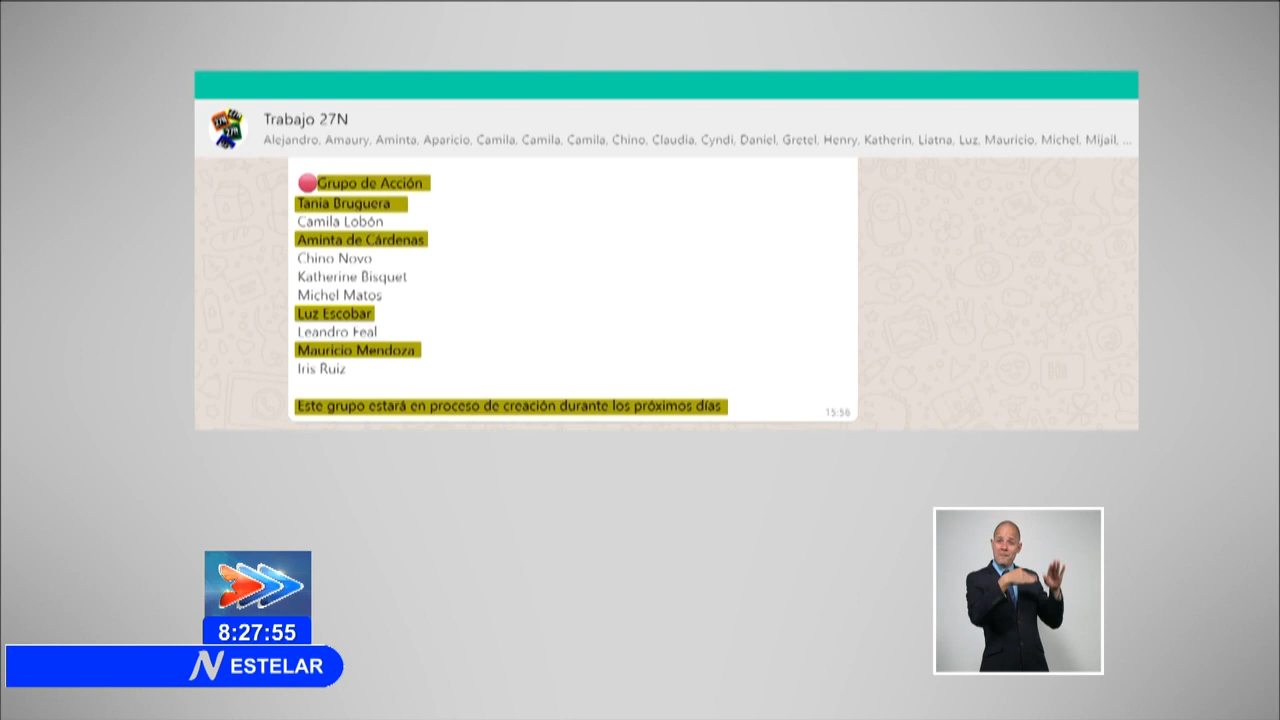 Trabajo 27N
Alejandro, Amaury, Aminta, Aparicio, Camila, Camila, Camila, Chino, Claudia, Cyndi, Daniel, Gretel, Henry, Katherin, Liatna, Luz, Mauricio, Michel, Mijail, ...
Grupo de Acción
Tania Bruguera
Camila Lobón
Aminta de Cárdenas
Chino Novo
Katherine Bisquet
Michel Matos
Luz Escobar
Leandro Feal
Mauricio Mendoza
Iris Ruiz
Este grupo estará en proceso de creación durante los próximos días
15:56
8:27:55
N ESTELAR